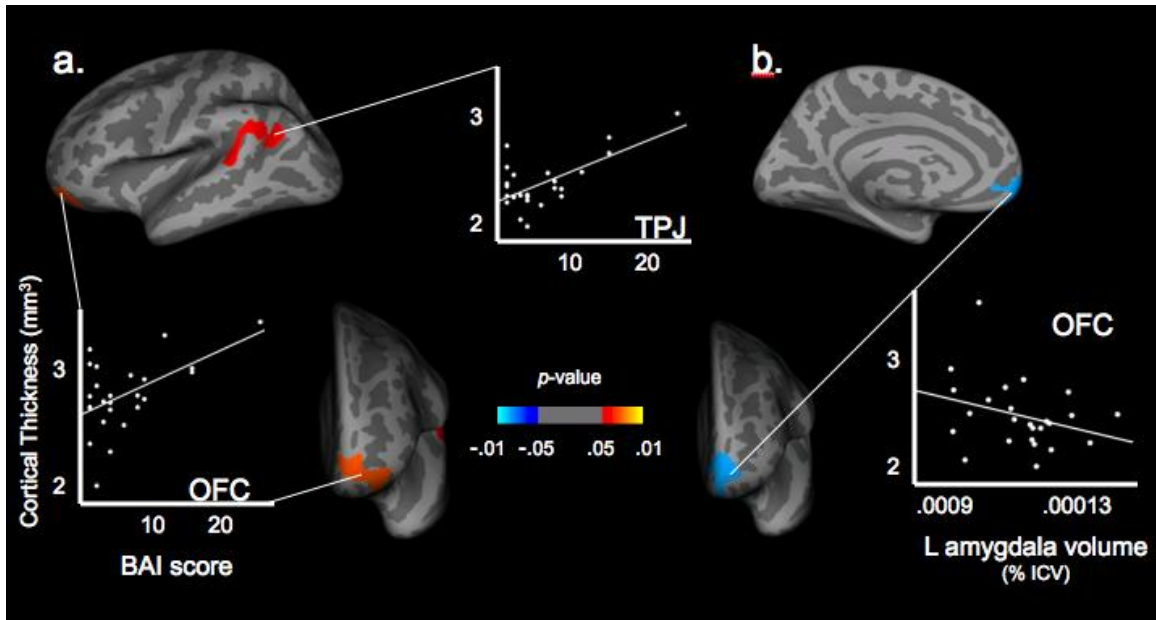 a.
b.
3
2
TPJ
10 20
Cortical Thickness (mm³)
3
2
OFC
10 20
BAI score
p-value
-.01 -.05 .05 .01
OFC
3
2
.0009 .00013
L amygdala volume
(% ICV)